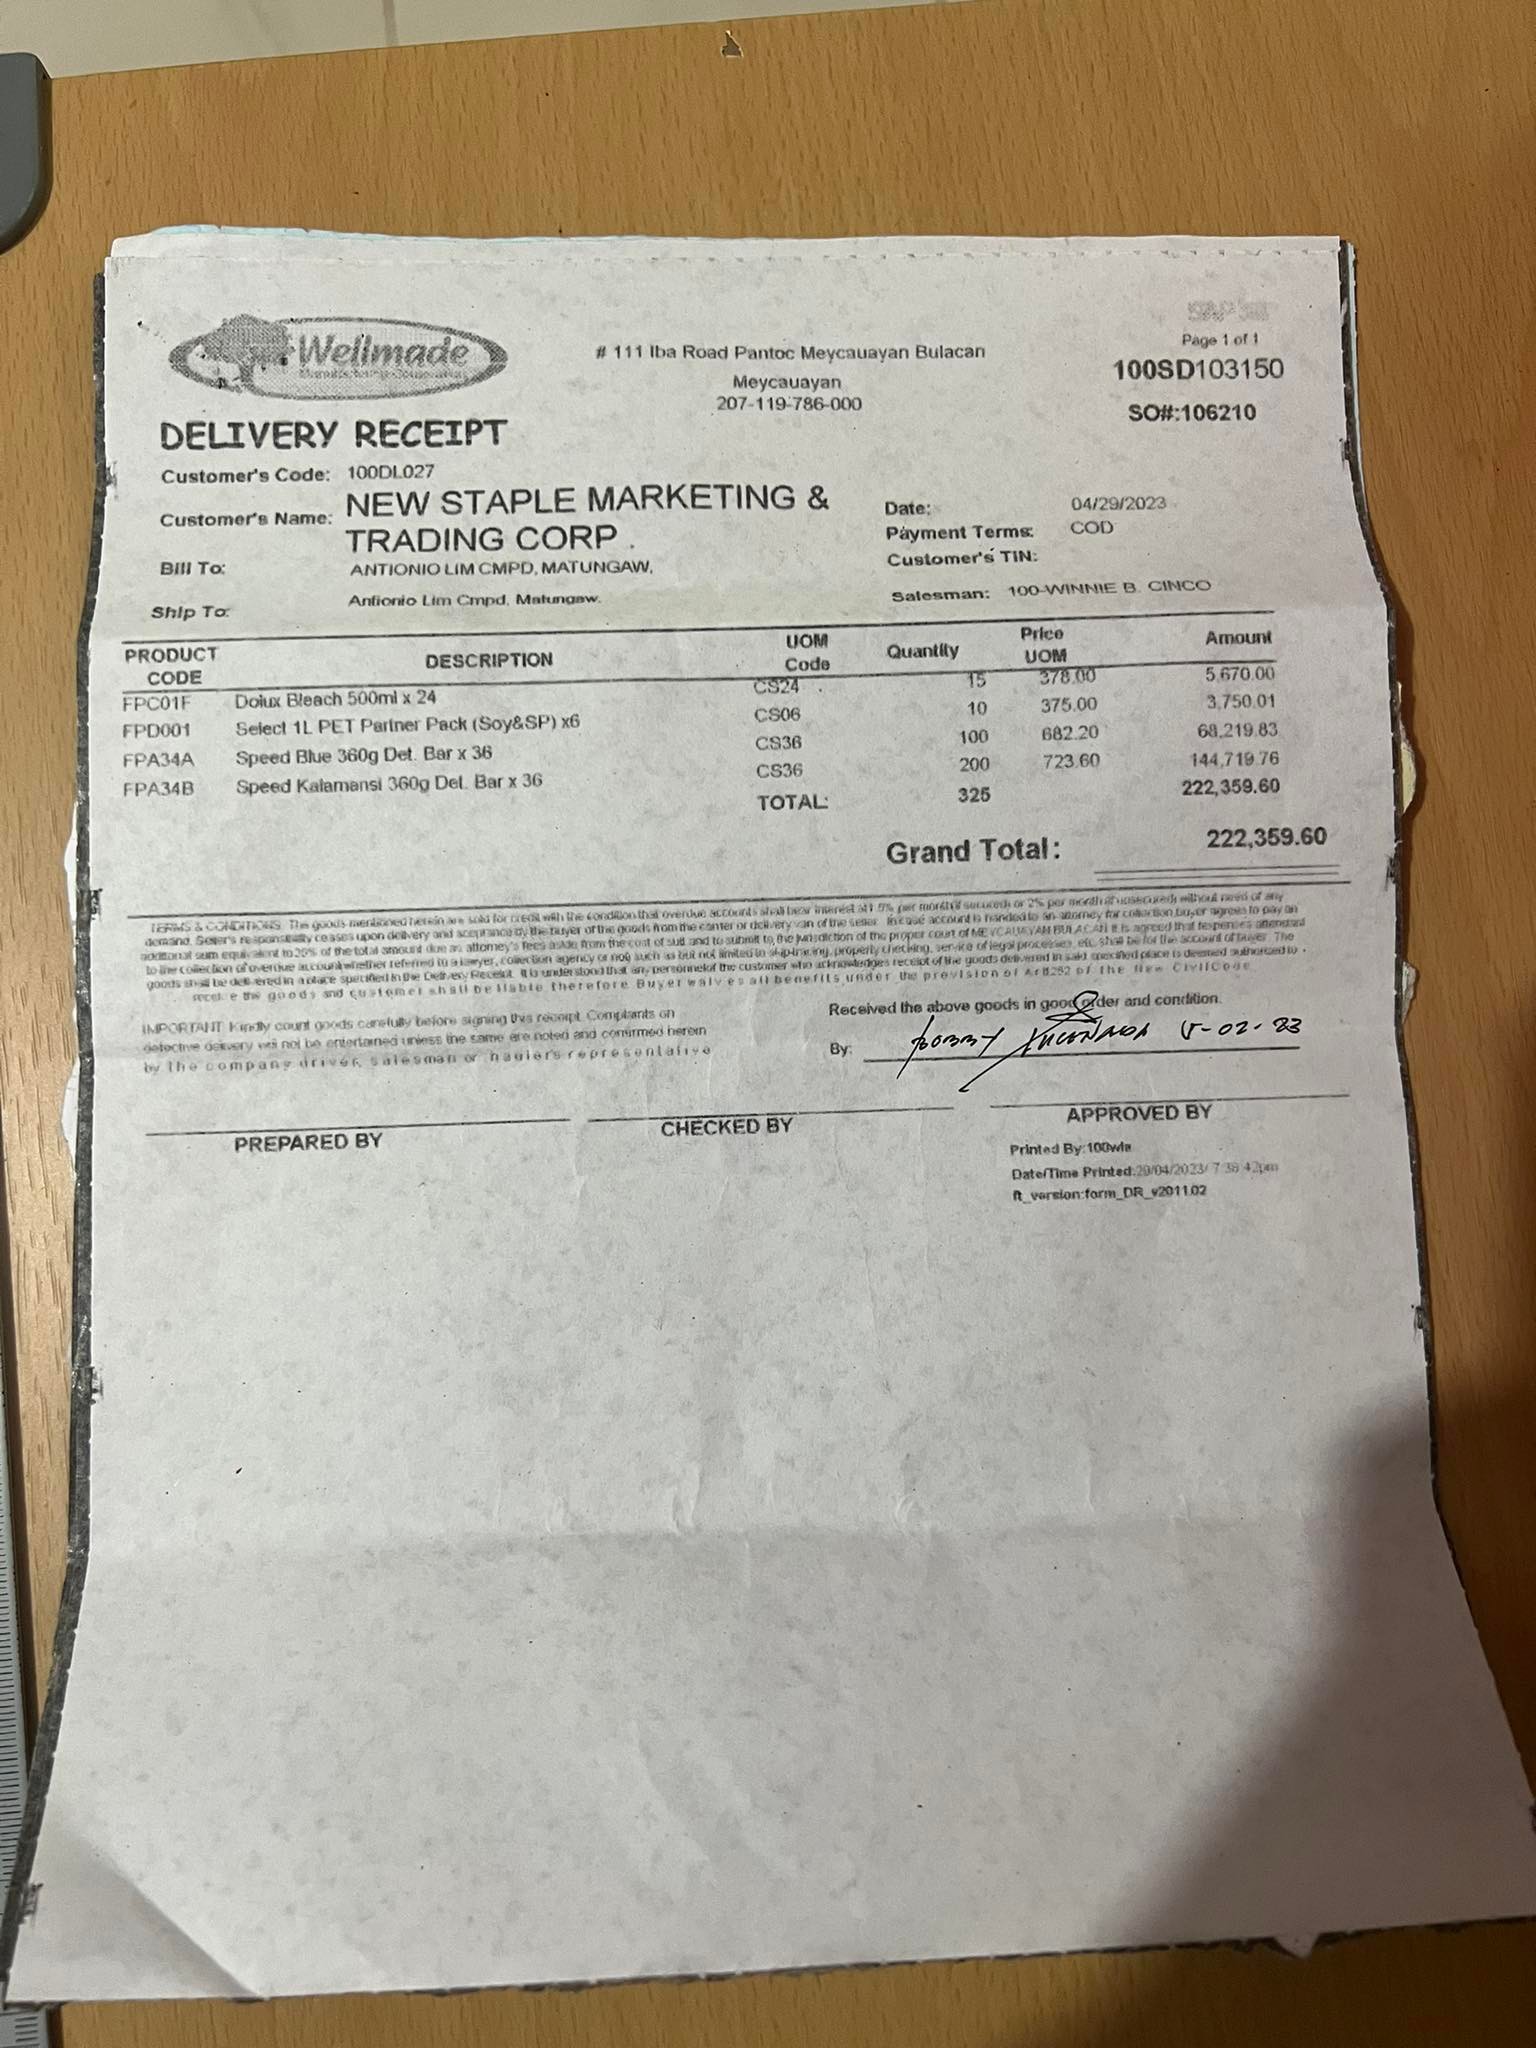 Wellmade
Manufacturing Corporation
# 111 Iba Road Pantoc Meycauayan Bulacan
Meycauayan
207-119-786-000
Page 1 of 1
100SD103150
SO#:106210
DELIVERY RECEIPT
Customer's Code: 100DL027
Customer's Name: NEW STAPLE MARKETING &
TRADING CORP .
Bill To: ANTIONIO LIM CMPD, MATUNGAW,
Ship To: Antionio Lim Cmpd, Matungaw.
Date: 04/29/2023
Payment Terms: COD
Customer's TIN:
Salesman: 100-WINNIE B. CINCO
PRODUCT CODE DESCRIPTION UOM Code Quantity Price UOM Amount
FPC01F Dolux Bleach 500ml x 24 CS24 15 378.00 5,670.00
FPD001 Select 1L PET Partner Pack (Soy&SP) x6 CS06 10 375.00 3,750.01
FPA34A Speed Blue 360g Det. Bar x 36 CS36 100 682.20 68,219.83
FPA34B Speed Kalamansi 360g Det. Bar x 36 CS36 200 723.60 144,719.76
TOTAL: 325 222,359.60
Grand Total: 222,359.60
TERMS & CONDITIONS: The goods mentioned herein are sold for credit with the condition that overdue accounts shall bear interest at 1.5% per month (if secured) or 2% per month (if unsecured) without need of any
demand. Seller's responsibility ceases upon delivery and aceptance by the buyer of the goods from the carrier or delivery van of the seller. In case account is handed to an attorney for collection buyer agrees to pay an
additonal sum equivalent to 25% of the total amount due as attorney's fees aside from the cost of suit and to submit to the jurisdiction of the proper court of MEYCAUAYAN BULACAN It is agreed that expenses attendant
to the collection of overdue account whether referred to a lawyer, collection agency or not) such as but not limited to skip-tracing, property checking, service of legal processes, etc. shall be for the account of buyer. The
goods shall be delivered in a place specified in the Delivery Receipt. It is understood that any personnel of the customer who acknowledges receipt of the goods delivered in said specified place is deemed authorized to
receive the goods and customer shall be liable therefore Buyer waives all benefits under the provision of Art1252 of the New CivilCode
IMPORTANT Kindly count goods carefully before signing this receipt. Complaints on
defective delivery will not be entertained unless the same are noted and confirmed herein
by the company driver, salesman or hauler's representative
Received the above goods in good order and condition.
By: 5-02-23
PREPARED BY
CHECKED BY
APPROVED BY
Printed By:100wla
Date/Time Printed:29/04/2023/ 7:38:42pm
ft_version:form_DR_v2011.02